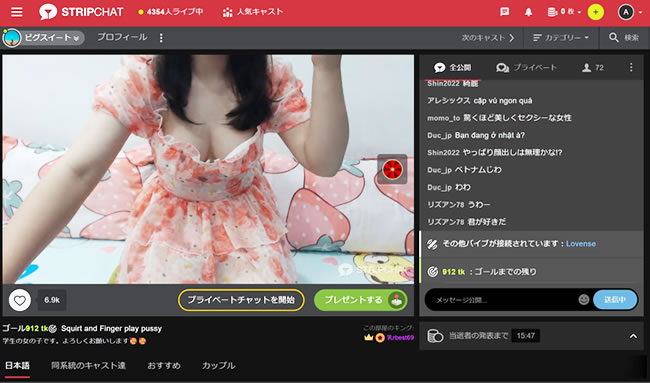 STRIPCHAT
4354人ライブ中
人気キャスト
0 枚
A
ビグスイート
プロフィール
次のキャスト
カテゴリー
検索
全公開
プライベート
72
Shin2022 綺麗
アレシックス cặp vú ngon quá
momo_to 驚くほど美しくセクシーな女性
Duc_jp Bạn đang ở nhật à?
Shin2022 やっぱり顔出しは無理かな!?
Duc_jp ベトナムじわ
Duc_jp わわ
リズアン78 うわー
リズアン78 君が好きだ
その他バイブが接続されています : Lovense
912 tk : ゴールまでの残り
メッセージ公開...
送信中
当選者の発表まで 15:47
STRIPCHAT
6.9k
プライベートチャットを開始
プレゼントする
ゴール912 tk Squirt and Finger play pussy
学生の女の子です。よろしくお願いします
この部屋のキング:
日本語
同系統のキャスト達
おすすめ
カップル